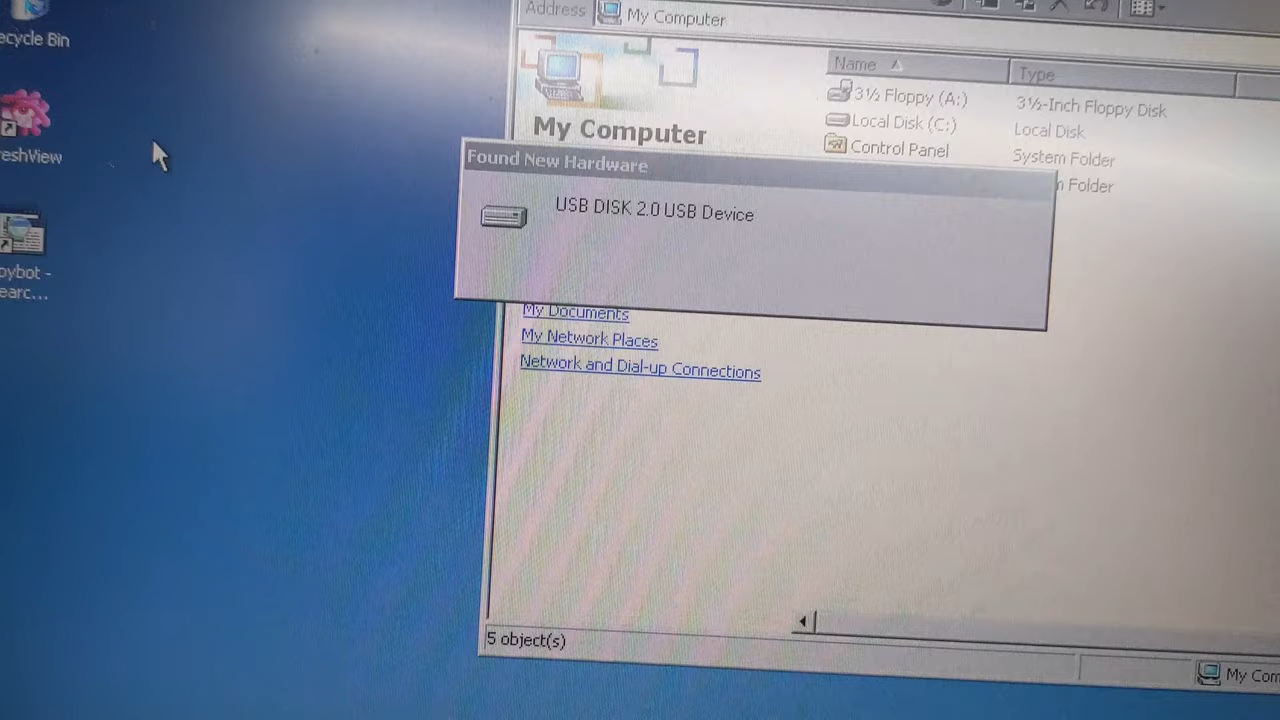 ecycle Bin
reshView
oybot -
earc...
Address My Computer
My Computer
Name Type
3½ Floppy (A:) 3½-Inch Floppy Disk
Local Disk (C:) Local Disk
Control Panel System Folder
Folder
Found New Hardware
USB DISK 2.0 USB Device
My Documents
My Network Places
Network and Dial-up Connections
5 object(s)
My Com